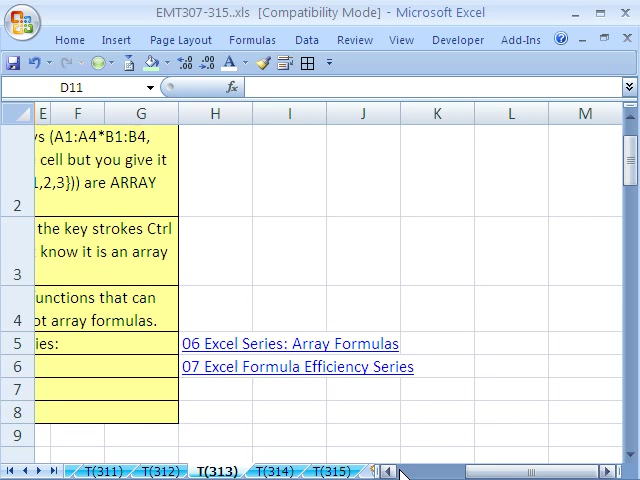 EMT307-315..xls [Compatibility Mode] - Microsoft Excel
Home Insert Page Layout Formulas Data Review View Developer Add-Ins
D11 fx
E F G H I J K L M
ys (A1:A4*B1:B4,
cell but you give it
1,2,3})) are ARRAY
2
the key strokes Ctrl
know it is an array
3
functions that can
ot array formulas.
4
5 ies: 06 Excel Series: Array Formulas
6 07 Excel Formula Efficiency Series
7
8
9
T(311) T(312) T(313) T(314) T(315)